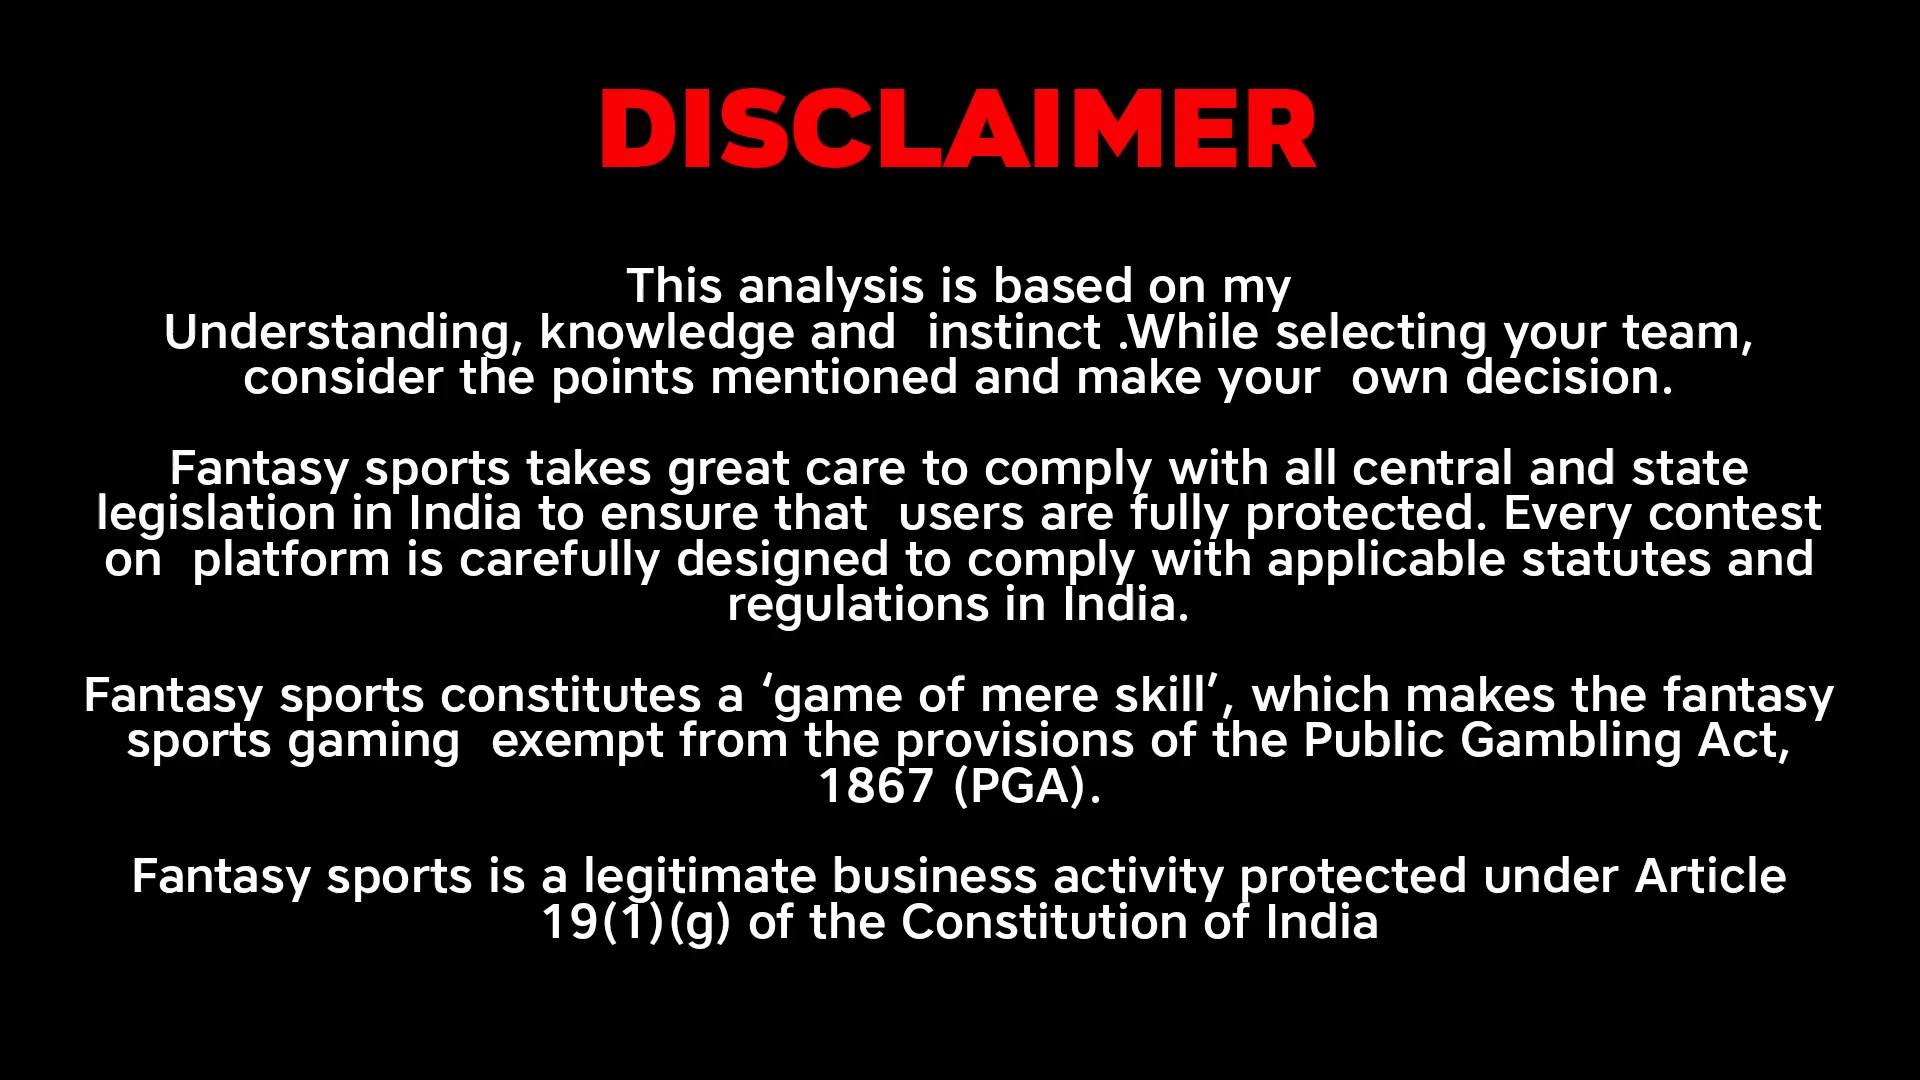 DISCLAIMER
This analysis is based on my
Understanding, knowledge and  instinct .While selecting your team,
consider the points mentioned and make your  own decision.
Fantasy sports takes great care to comply with all central and state
legislation in India to ensure that  users are fully protected. Every contest
on  platform is carefully designed to comply with applicable statutes and
regulations in India.
Fantasy sports constitutes a ‘game of mere skill’, which makes the fantasy
sports gaming  exempt from the provisions of the Public Gambling Act,
1867 (PGA).
Fantasy sports is a legitimate business activity protected under Article
19(1)(g) of the Constitution of India